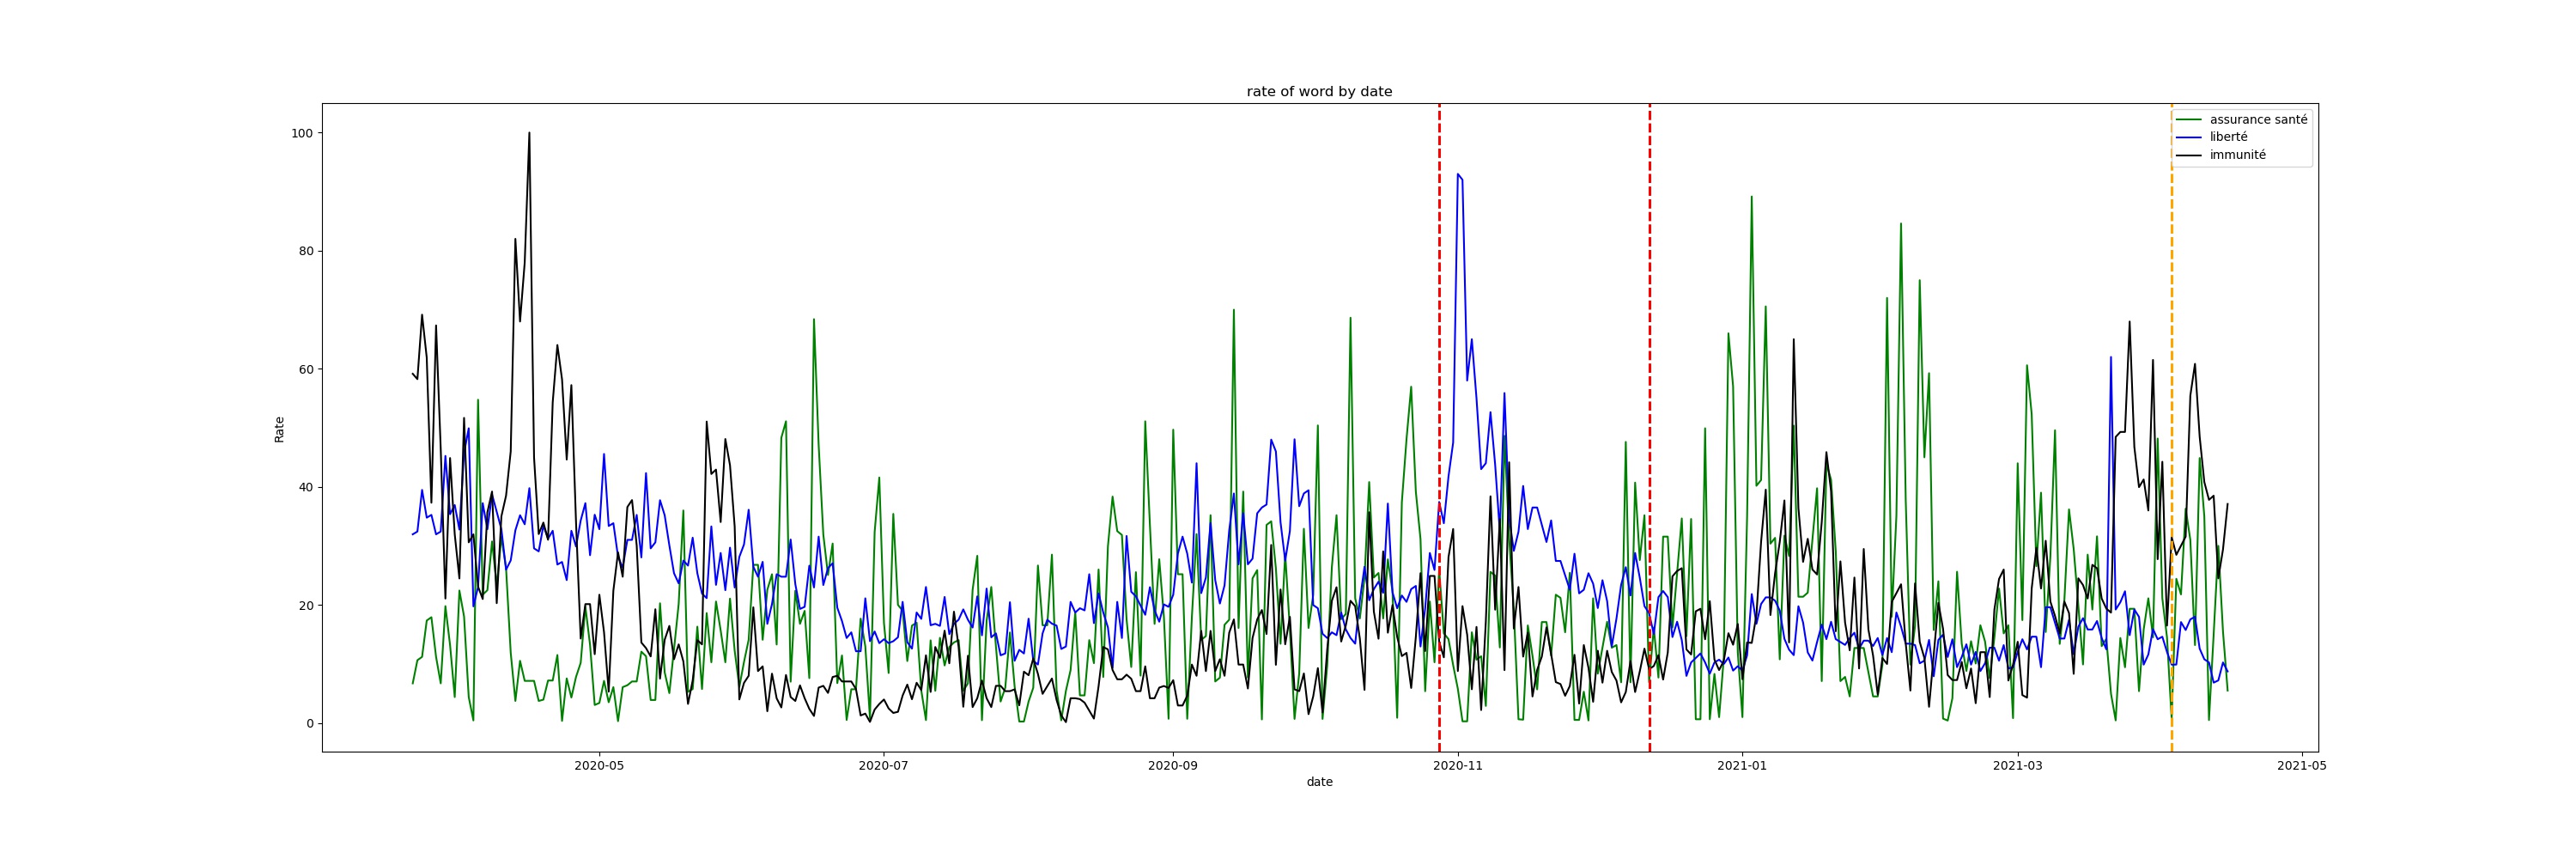 rate of word by date
assurance santé
liberté
immunité
Rate
100
80
60
40
20
0
2020-05
2020-07
2020-09
2020-11
2021-01
2021-03
2021-05
date